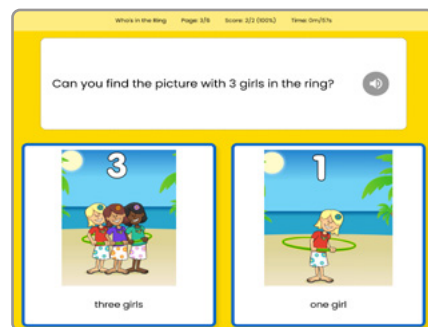 Who's in the Ring Page: 3/6 Score: 2/2 (100%) Time: 0m/57s
Can you find the picture with 3 girls in the ring?
3
1
three girls
one girl